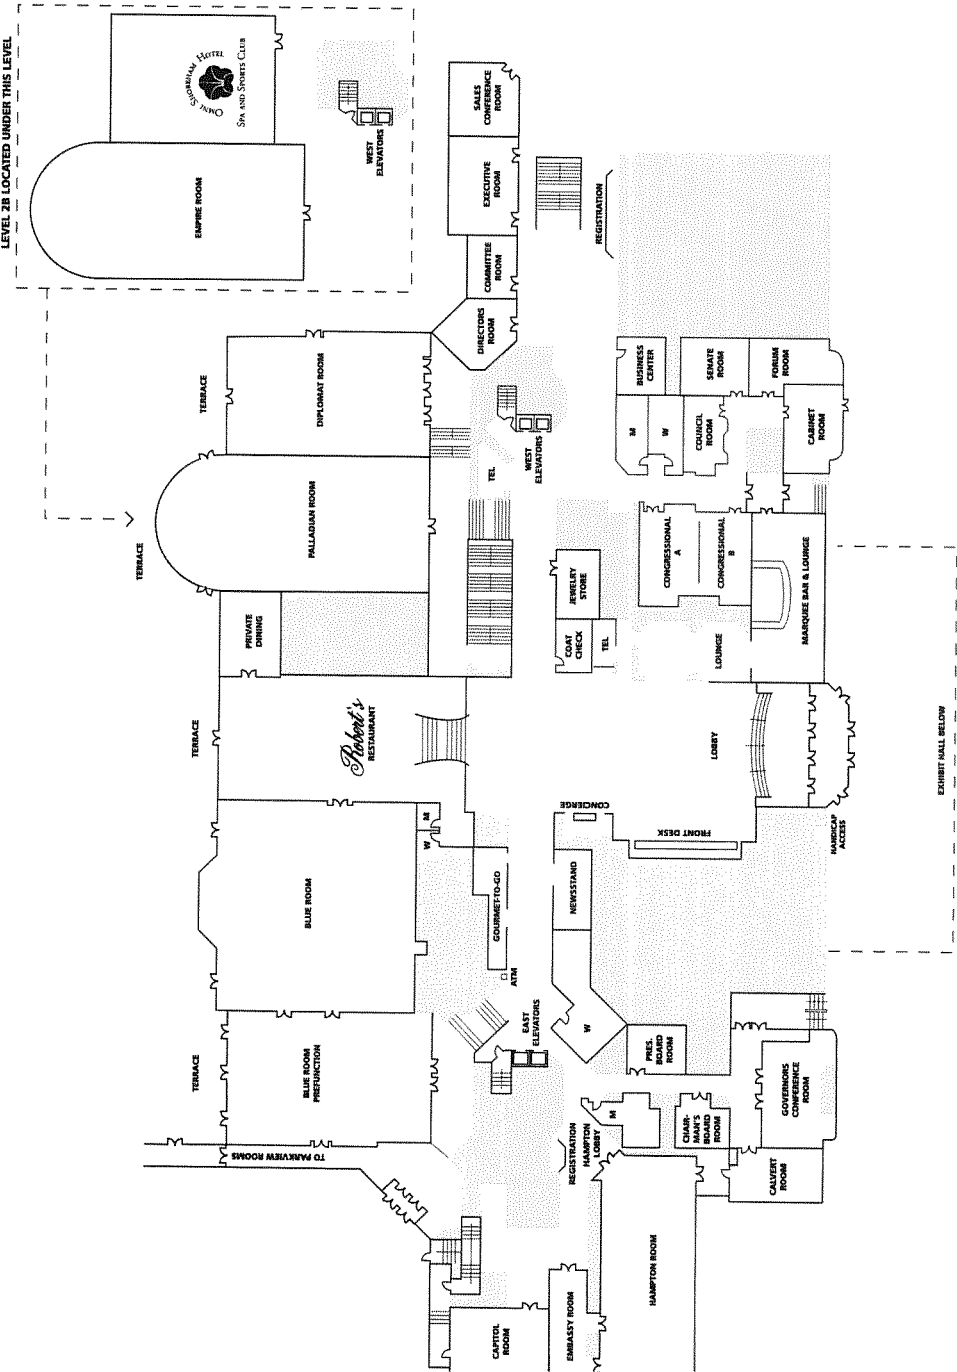 LEVEL 2B LOCATED UNDER THIS LEVEL
OMNI SHOREHAM HOTEL
SPA AND SPORTS CLUB
EMPIRE ROOM
WEST
ELEVATORS
SALES
CONFERENCE
ROOM
EXECUTIVE
ROOM
COMMITTEE
ROOM
DIRECTORS
ROOM
REGISTRATION
TERRACE
DIPLOMAT ROOM
BUSINESS
CENTER
SENATE
ROOM
FORUM
ROOM
M
W
COUNCIL
ROOM
CABINET
ROOM
TEL
WEST
ELEVATORS
TERRACE
PALLADIAN ROOM
CONGRESSIONAL
A
CONGRESSIONAL
B
MARQUEE BAR & LOUNGE
JEWELRY
STORE
COAT
CHECK
TEL
LOUNGE
PRIVATE
DINING
TERRACE
Robert's
RESTAURANT
LOBBY
EXHIBIT HALL BELOW
CONCIERGE
FRONT DESK
HANDICAP
ACCESS
M
W
BLUE ROOM
GOURMET-TO-GO
NEWSSTAND
ATM
EAST
ELEVATORS
W
PRES.
BOARD
ROOM
TERRACE
BLUE ROOM
PREFUNCTION
GOVERNORS
CONFERENCE
ROOM
M
CHAIR-
MAN'S
BOARD
ROOM
REGISTRATION
HAMPTON
LOBBY
TO PARKVIEW ROOMS
CALVERT
ROOM
HAMPTON ROOM
EMBASSY ROOM
CAPITOL
ROOM